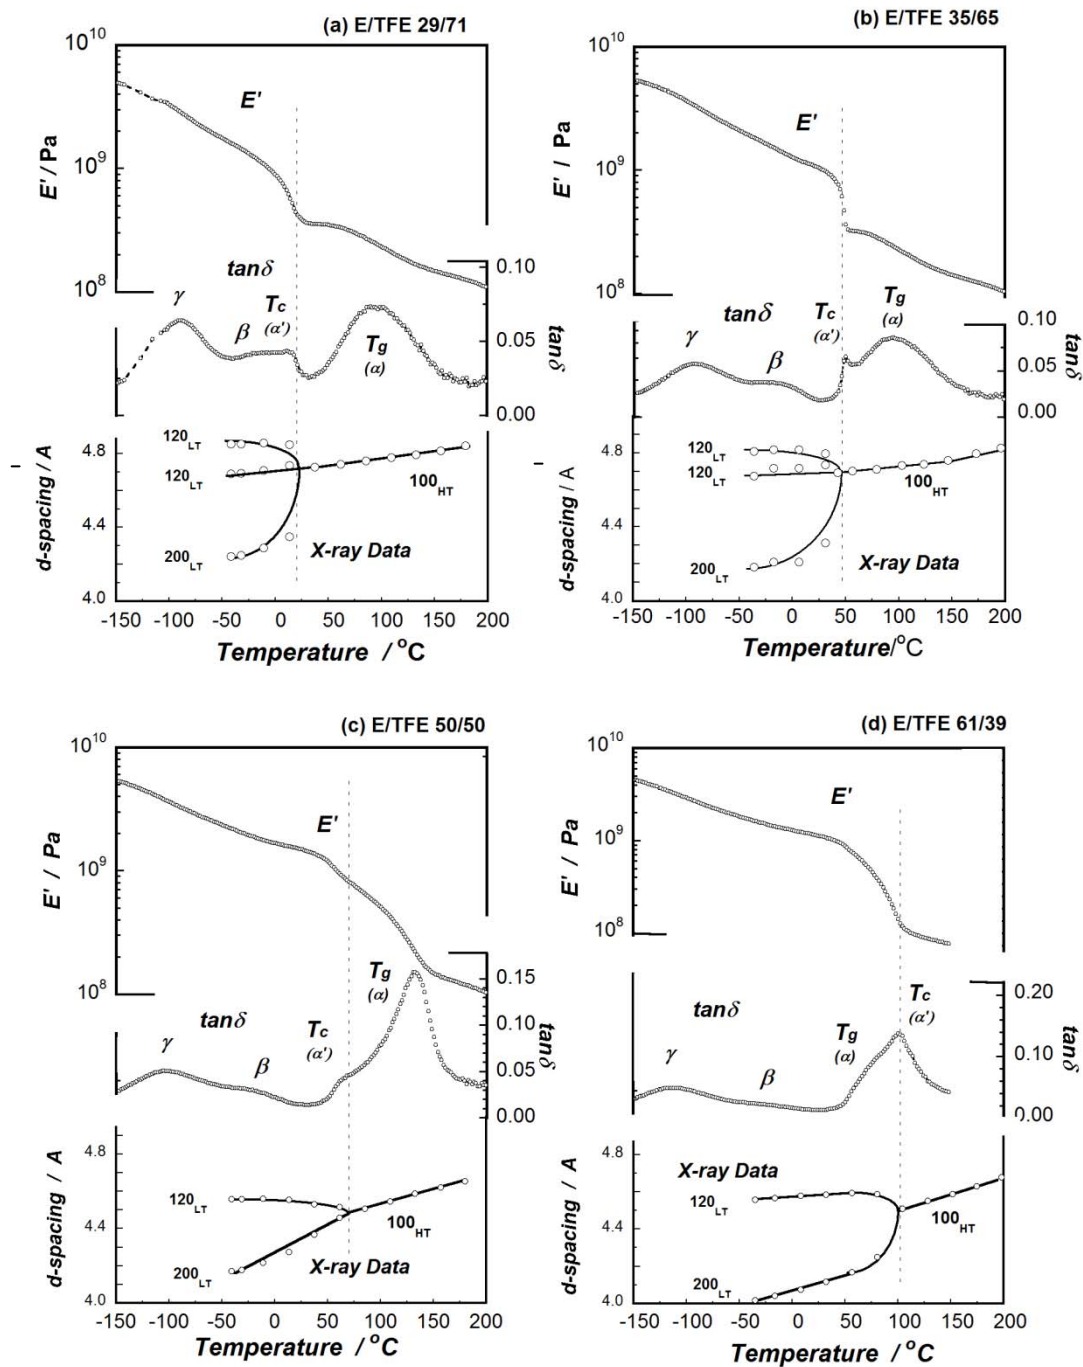 (a) E/TFE 29/71
10^10
E'
E' / Pa
10^9
tanδ
10^8
γ
β
Tc
(α')
Tg
(α)
0.10
0.05
0.00
tanδ
120LT
120LT
200LT
100HT
X-ray Data
d-spacing / A
4.8
4.4
4.0
-150 -100 -50 0 50 100 150 200
Temperature / °C
(b) E/TFE 35/65
10^10
E'
E' / Pa
10^9
10^8
tanδ
γ
β
Tc
(α')
Tg
(α)
0.10
0.05
0.00
tanδ
120LT
120LT
200LT
100HT
X-ray Data
d-spacing / A
4.8
4.4
4.0
-150 -100 -50 0 50 100 150 200
Temperature/°C
(c) E/TFE 50/50
10^10
E'
E' / Pa
10^9
10^8
tanδ
γ
β
Tc
(α')
Tg
(α)
0.15
0.10
0.05
0.00
tanδ
120LT
200LT
100HT
X-ray Data
d-spacing / A
4.8
4.4
4.0
-150 -100 -50 0 50 100 150 200
Temperature / °C
(d) E/TFE 61/39
10^10
E'
E' / Pa
10^9
10^8
tanδ
γ
β
Tg
(α)
Tc
(α')
0.20
0.10
0.00
tanδ
X-ray Data
120LT
200LT
100HT
d-spacing / A
4.8
4.4
4.0
-150 -100 -50 0 50 100 150 200
Temperature / °C